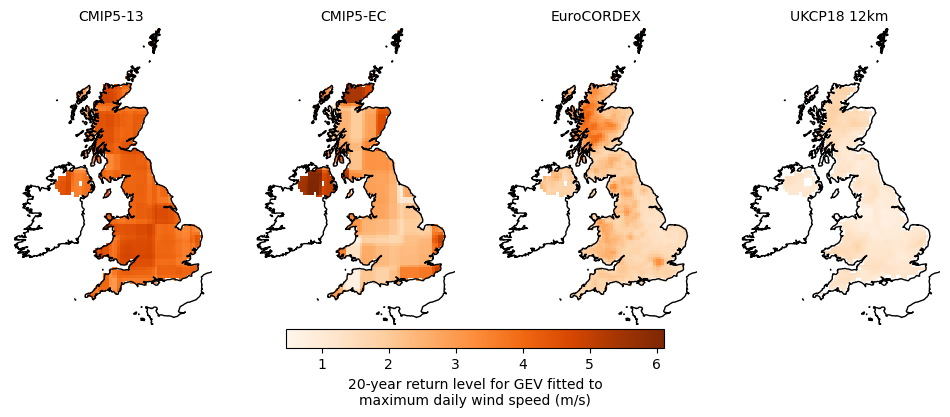 CMIP5-13 CMIP5-EC EuroCORDEX UKCP18 12km
1 2 3 4 5 6
20-year return level for GEV fitted to
maximum daily wind speed (m/s)